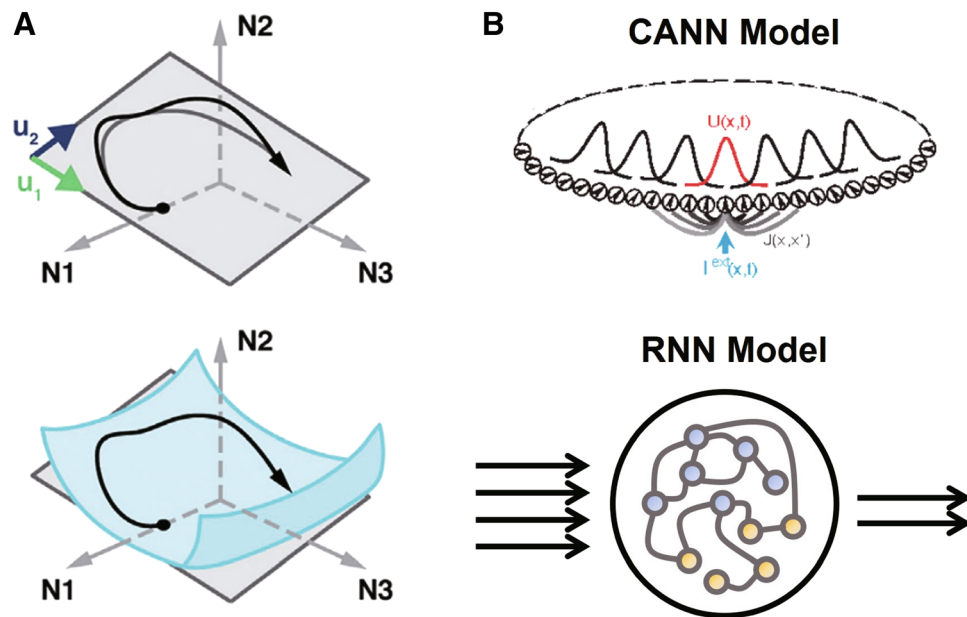 A
N2
u2
u1
N1
N3
N2
N1
N3
B
CANN Model
U(x,t)
J(x,x')
I ext(x,t)
RNN Model